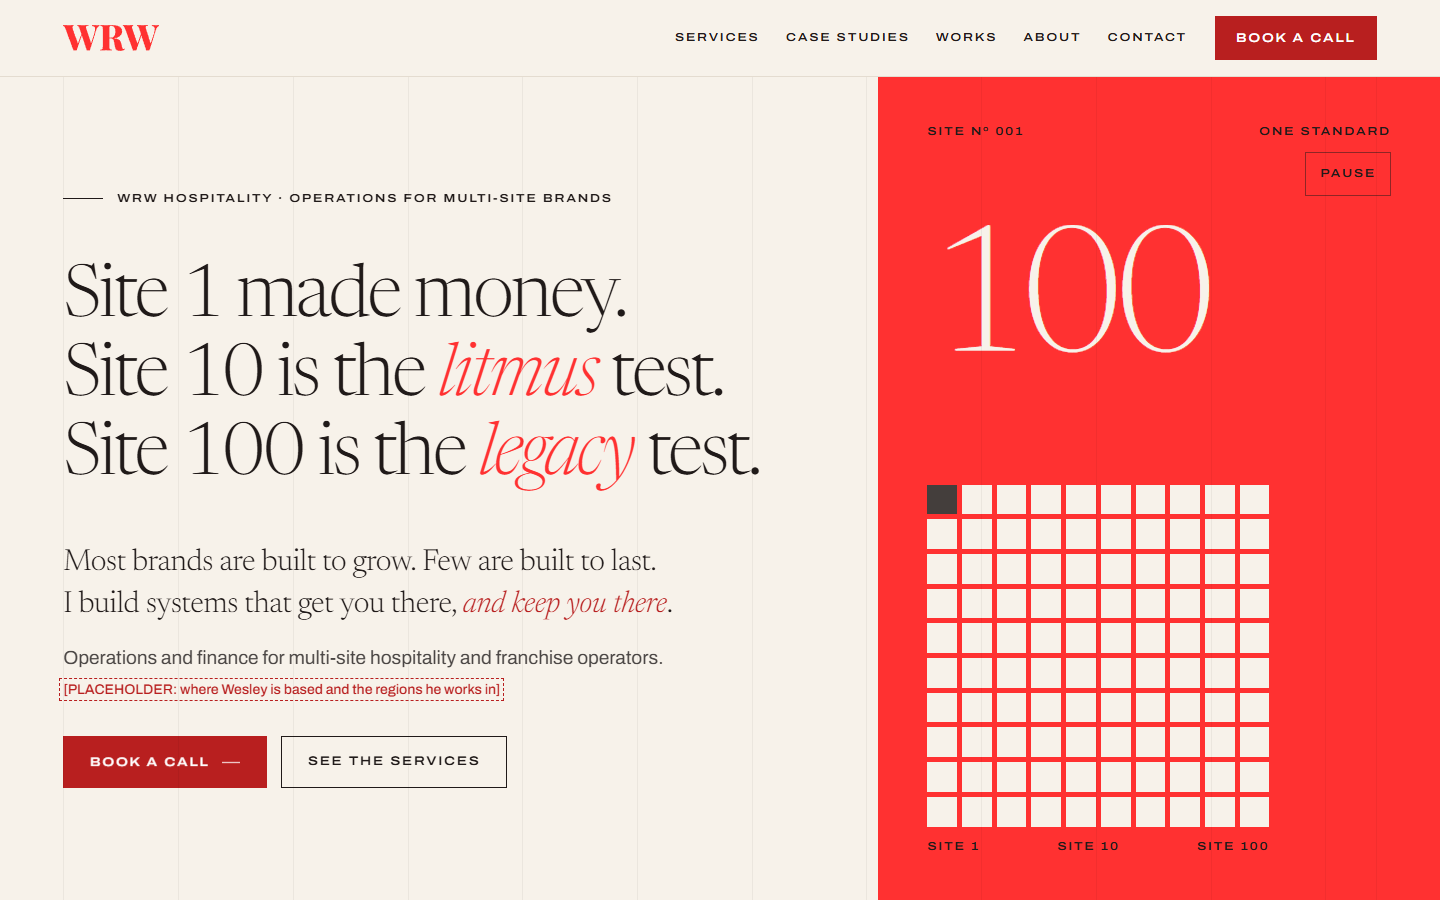 WRW
SERVICES CASE STUDIES WORKS ABOUT CONTACT BOOK A CALL
WRW HOSPITALITY · OPERATIONS FOR MULTI-SITE BRANDS
Site 1 made money.
Site 10 is the litmus test.
Site 100 is the legacy test.
Most brands are built to grow. Few are built to last.
I build systems that get you there, and keep you there.
Operations and finance for multi-site hospitality and franchise operators.
[PLACEHOLDER: where Wesley is based and the regions he works in]
BOOK A CALL —
SEE THE SERVICES
SITE Nº 001
ONE STANDARD
PAUSE
100
SITE 1 SITE 10 SITE 100